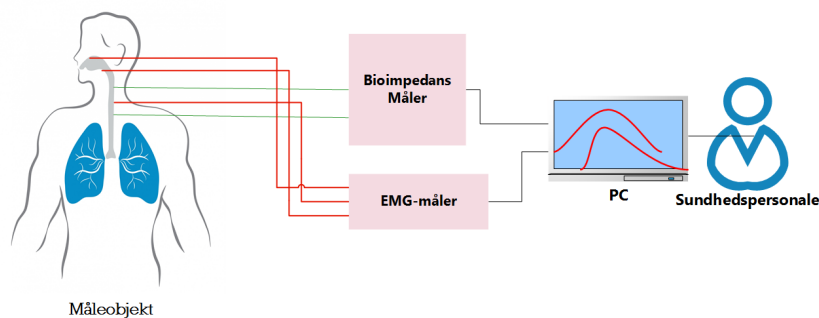 Bioimpedans
Måler
EMG-måler
PC
Sundhedspersonale
Måleobjekt